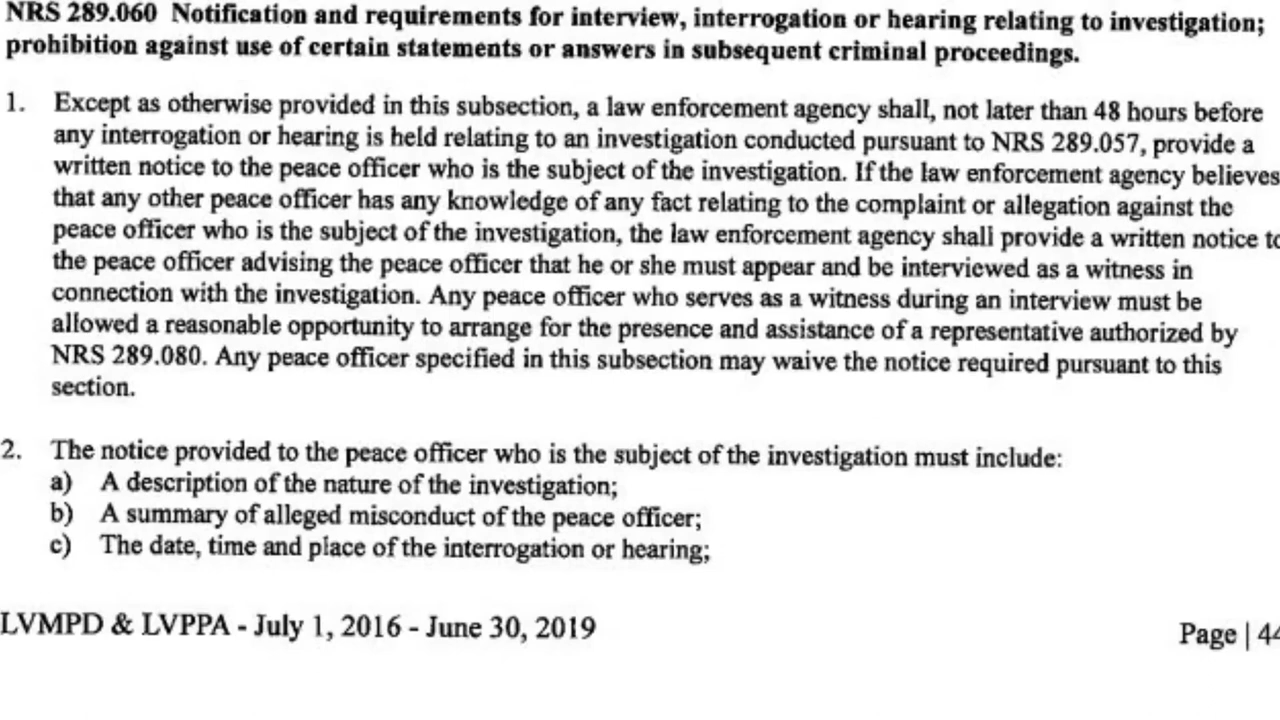 NRS 289.060 Notification and requirements for interview, interrogation or hearing relating to investigation;
prohibition against use of certain statements or answers in subsequent criminal proceedings.
1. Except as otherwise provided in this subsection, a law enforcement agency shall, not later than 48 hours before
any interrogation or hearing is held relating to an investigation conducted pursuant to NRS 289.057, provide a
written notice to the peace officer who is the subject of the investigation. If the law enforcement agency believes
that any other peace officer has any knowledge of any fact relating to the complaint or allegation against the
peace officer who is the subject of the investigation, the law enforcement agency shall provide a written notice to
the peace officer advising the peace officer that he or she must appear and be interviewed as a witness in
connection with the investigation. Any peace officer who serves as a witness during an interview must be
allowed a reasonable opportunity to arrange for the presence and assistance of a representative authorized by
NRS 289.080. Any peace officer specified in this subsection may waive the notice required pursuant to this
section.
2. The notice provided to the peace officer who is the subject of the investigation must include:
a) A description of the nature of the investigation;
b) A summary of alleged misconduct of the peace officer;
c) The date, time and place of the interrogation or hearing;
LVMPD & LVPPA - July 1, 2016 - June 30, 2019
Page | 44